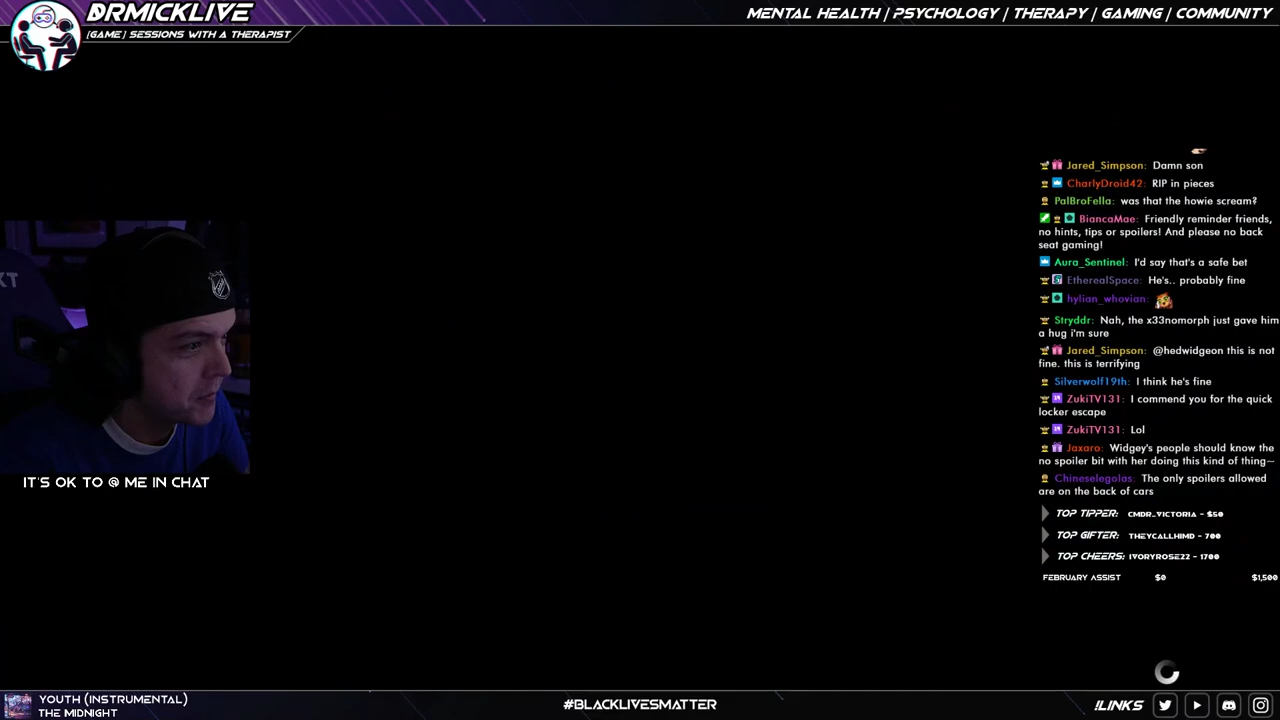 DRMICKLIVE
[GAME] SESSIONS WITH A THERAPIST
MENTAL HEALTH | PSYCHOLOGY | THERAPY | GAMING | COMMUNITY
Jared_Simpson: Damn son
CharlyDroid42: RIP in pieces
PalBroFella: was that the howie scream?
BiancaMae: Friendly reminder friends,
no hints, tips or spoilers! And please no back
seat gaming!
Aura_Sentinel: I'd say that's a safe bet
EtherealSpace: He's.. probably fine
hylian_whovian:
Stryddr: Nah, the x33nomorph just gave him
a hug i'm sure
Jared_Simpson: @hedwidgeon this is not
fine. this is terrifying
Silverwolf19th: I think he's fine
ZukiTV131: I commend you for the quick
locker escape
ZukiTV131: Lol
Jaxaro: Widgey's people should know the
no spoiler bit with her doing this kind of thing~
Chineselegolas: The only spoilers allowed
are on the back of cars
IT'S OK TO @ ME IN CHAT
TOP TIPPER: CMDR_VICTORIA - $50
TOP GIFTER: THEYCALLHIMD - 700
TOP CHEERS: IVORYROSE22 - 1700
FEBRUARY ASSIST $0 $1,500
YOUTH (INSTRUMENTAL)
THE MIDNIGHT
#BLACKLIVESMATTER
!LINKS